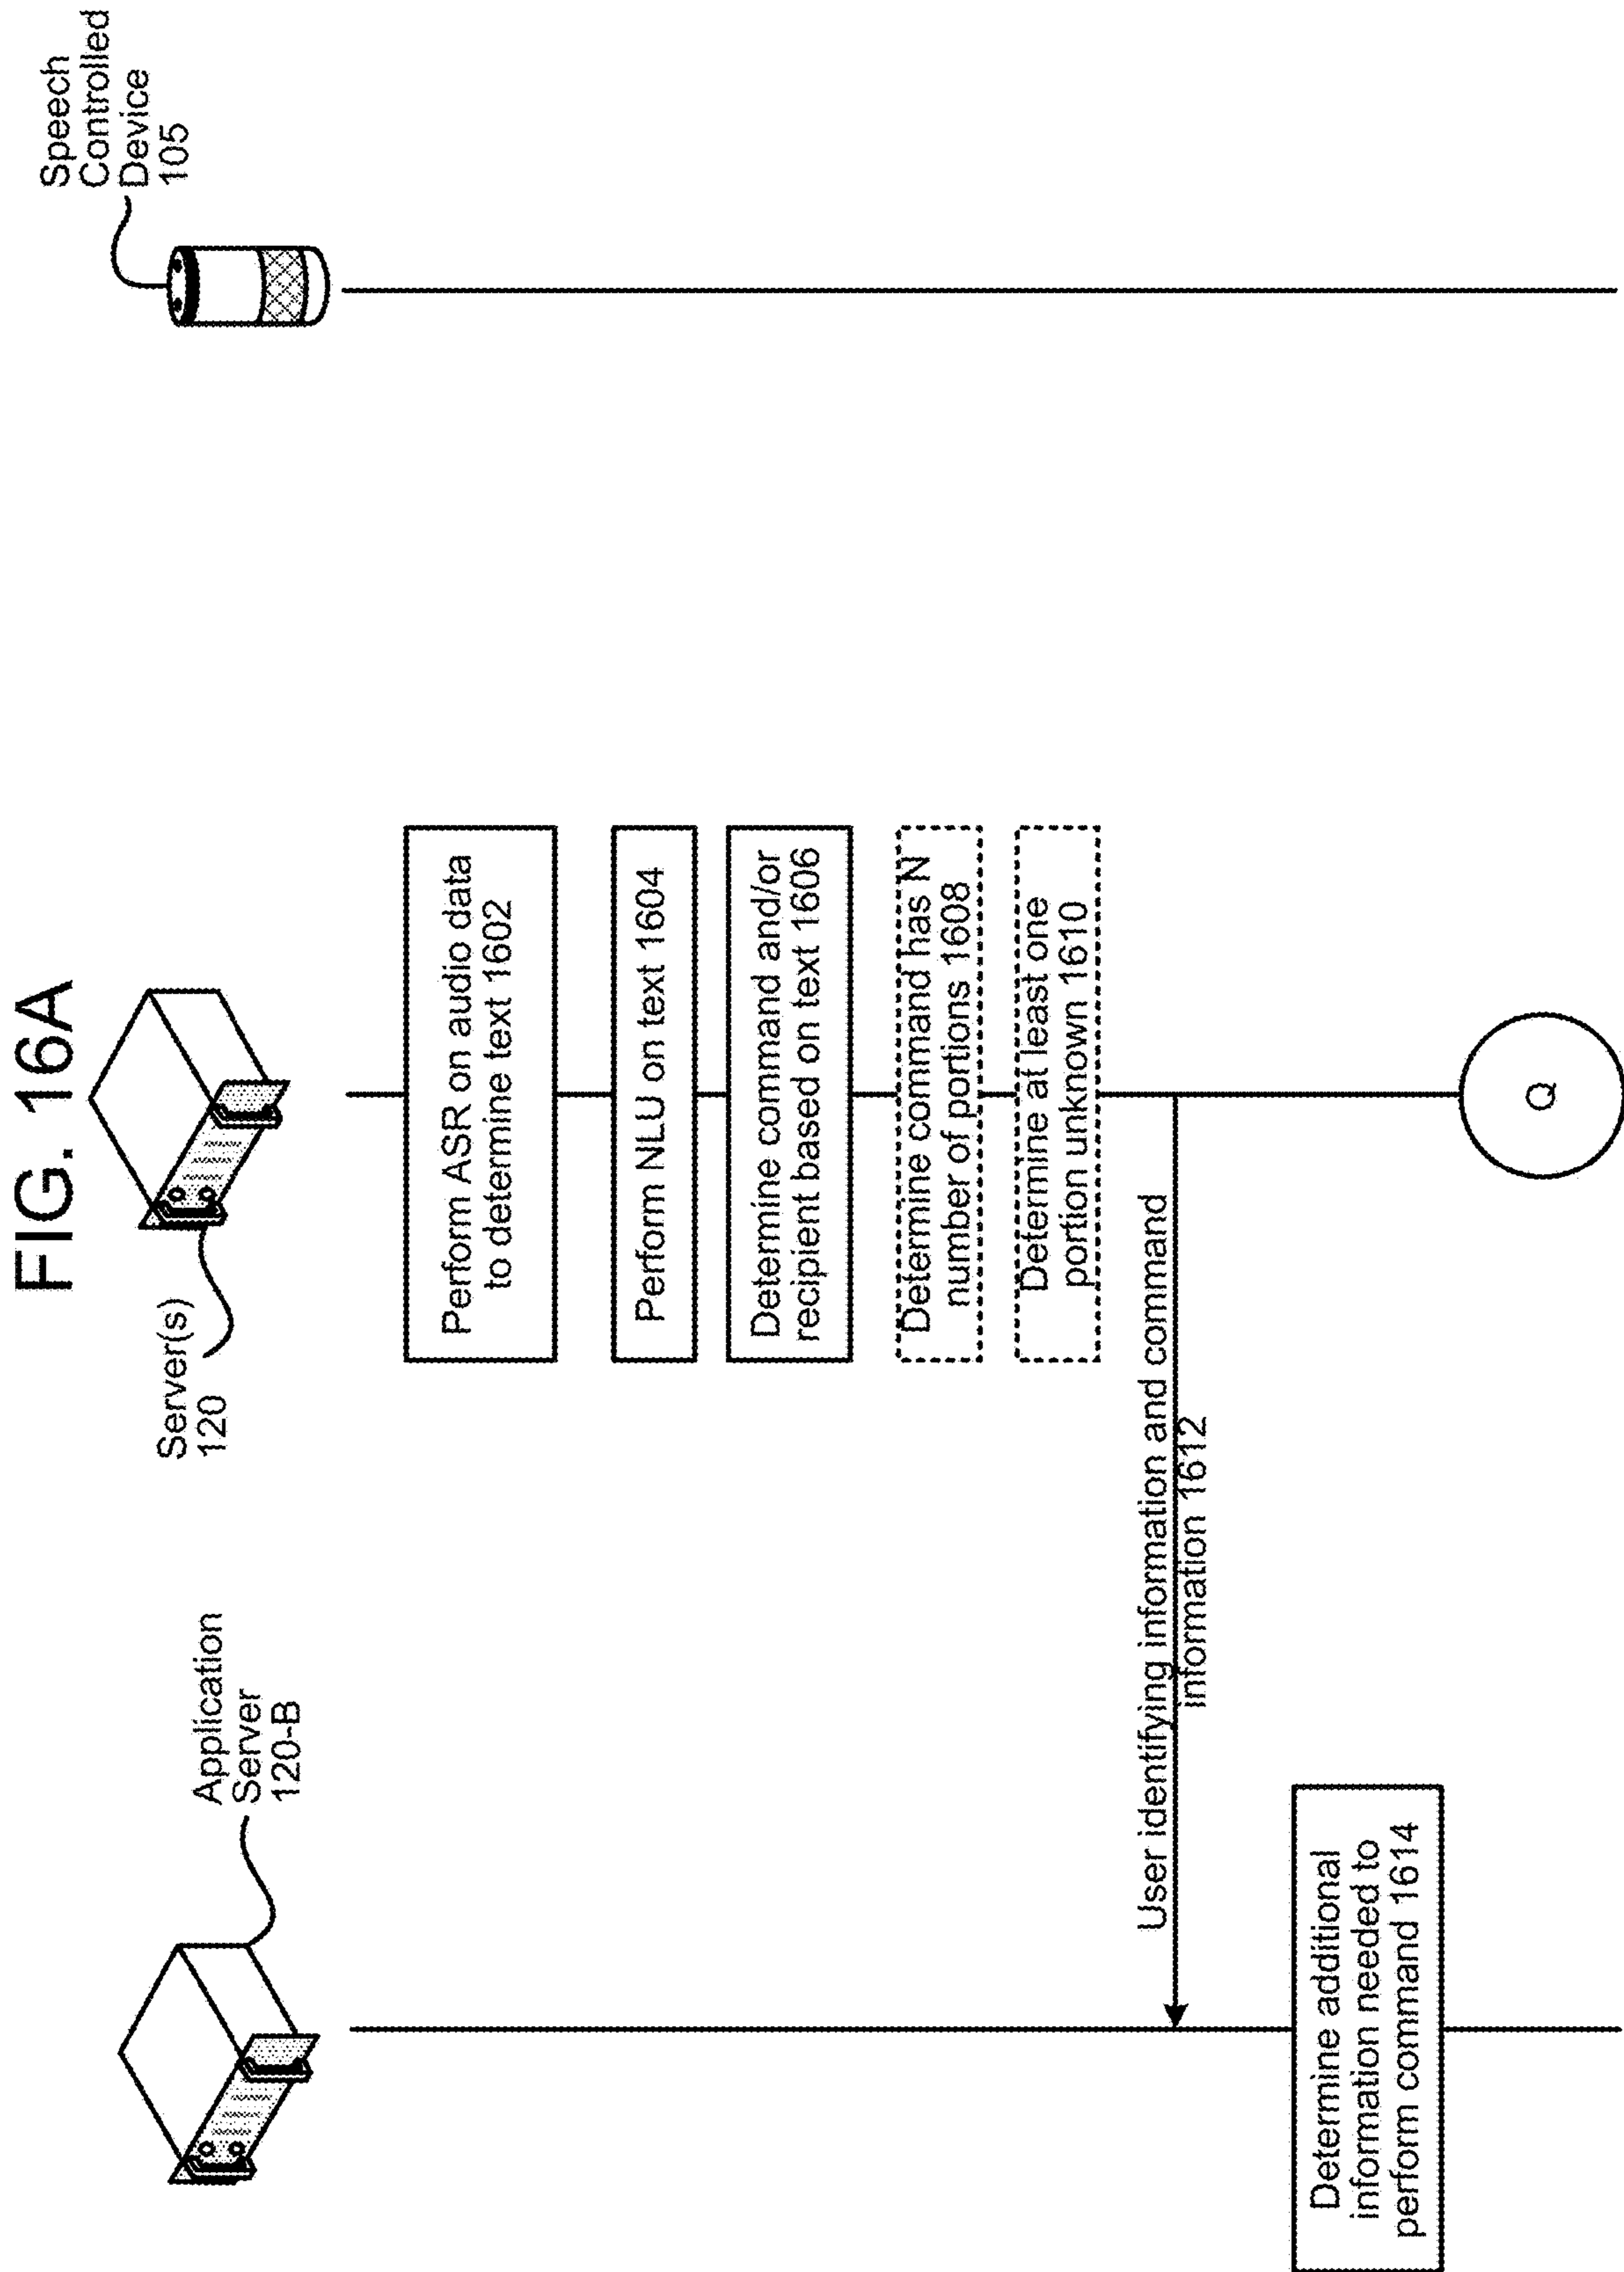 FIG. 16A
Application
Server
120-B
Server(s)
120
Speech
Controlled
Device
105
Perform ASR on audio data
to determine text 1602
Perform NLU on text 1604
Determine command and/or
recipient based on text 1606
Determine command has N
number of portions 1608
Determine at least one
portion unknown 1610
User identifying information and command
information 1612
Determine additional
information needed to
perform command 1614
Q